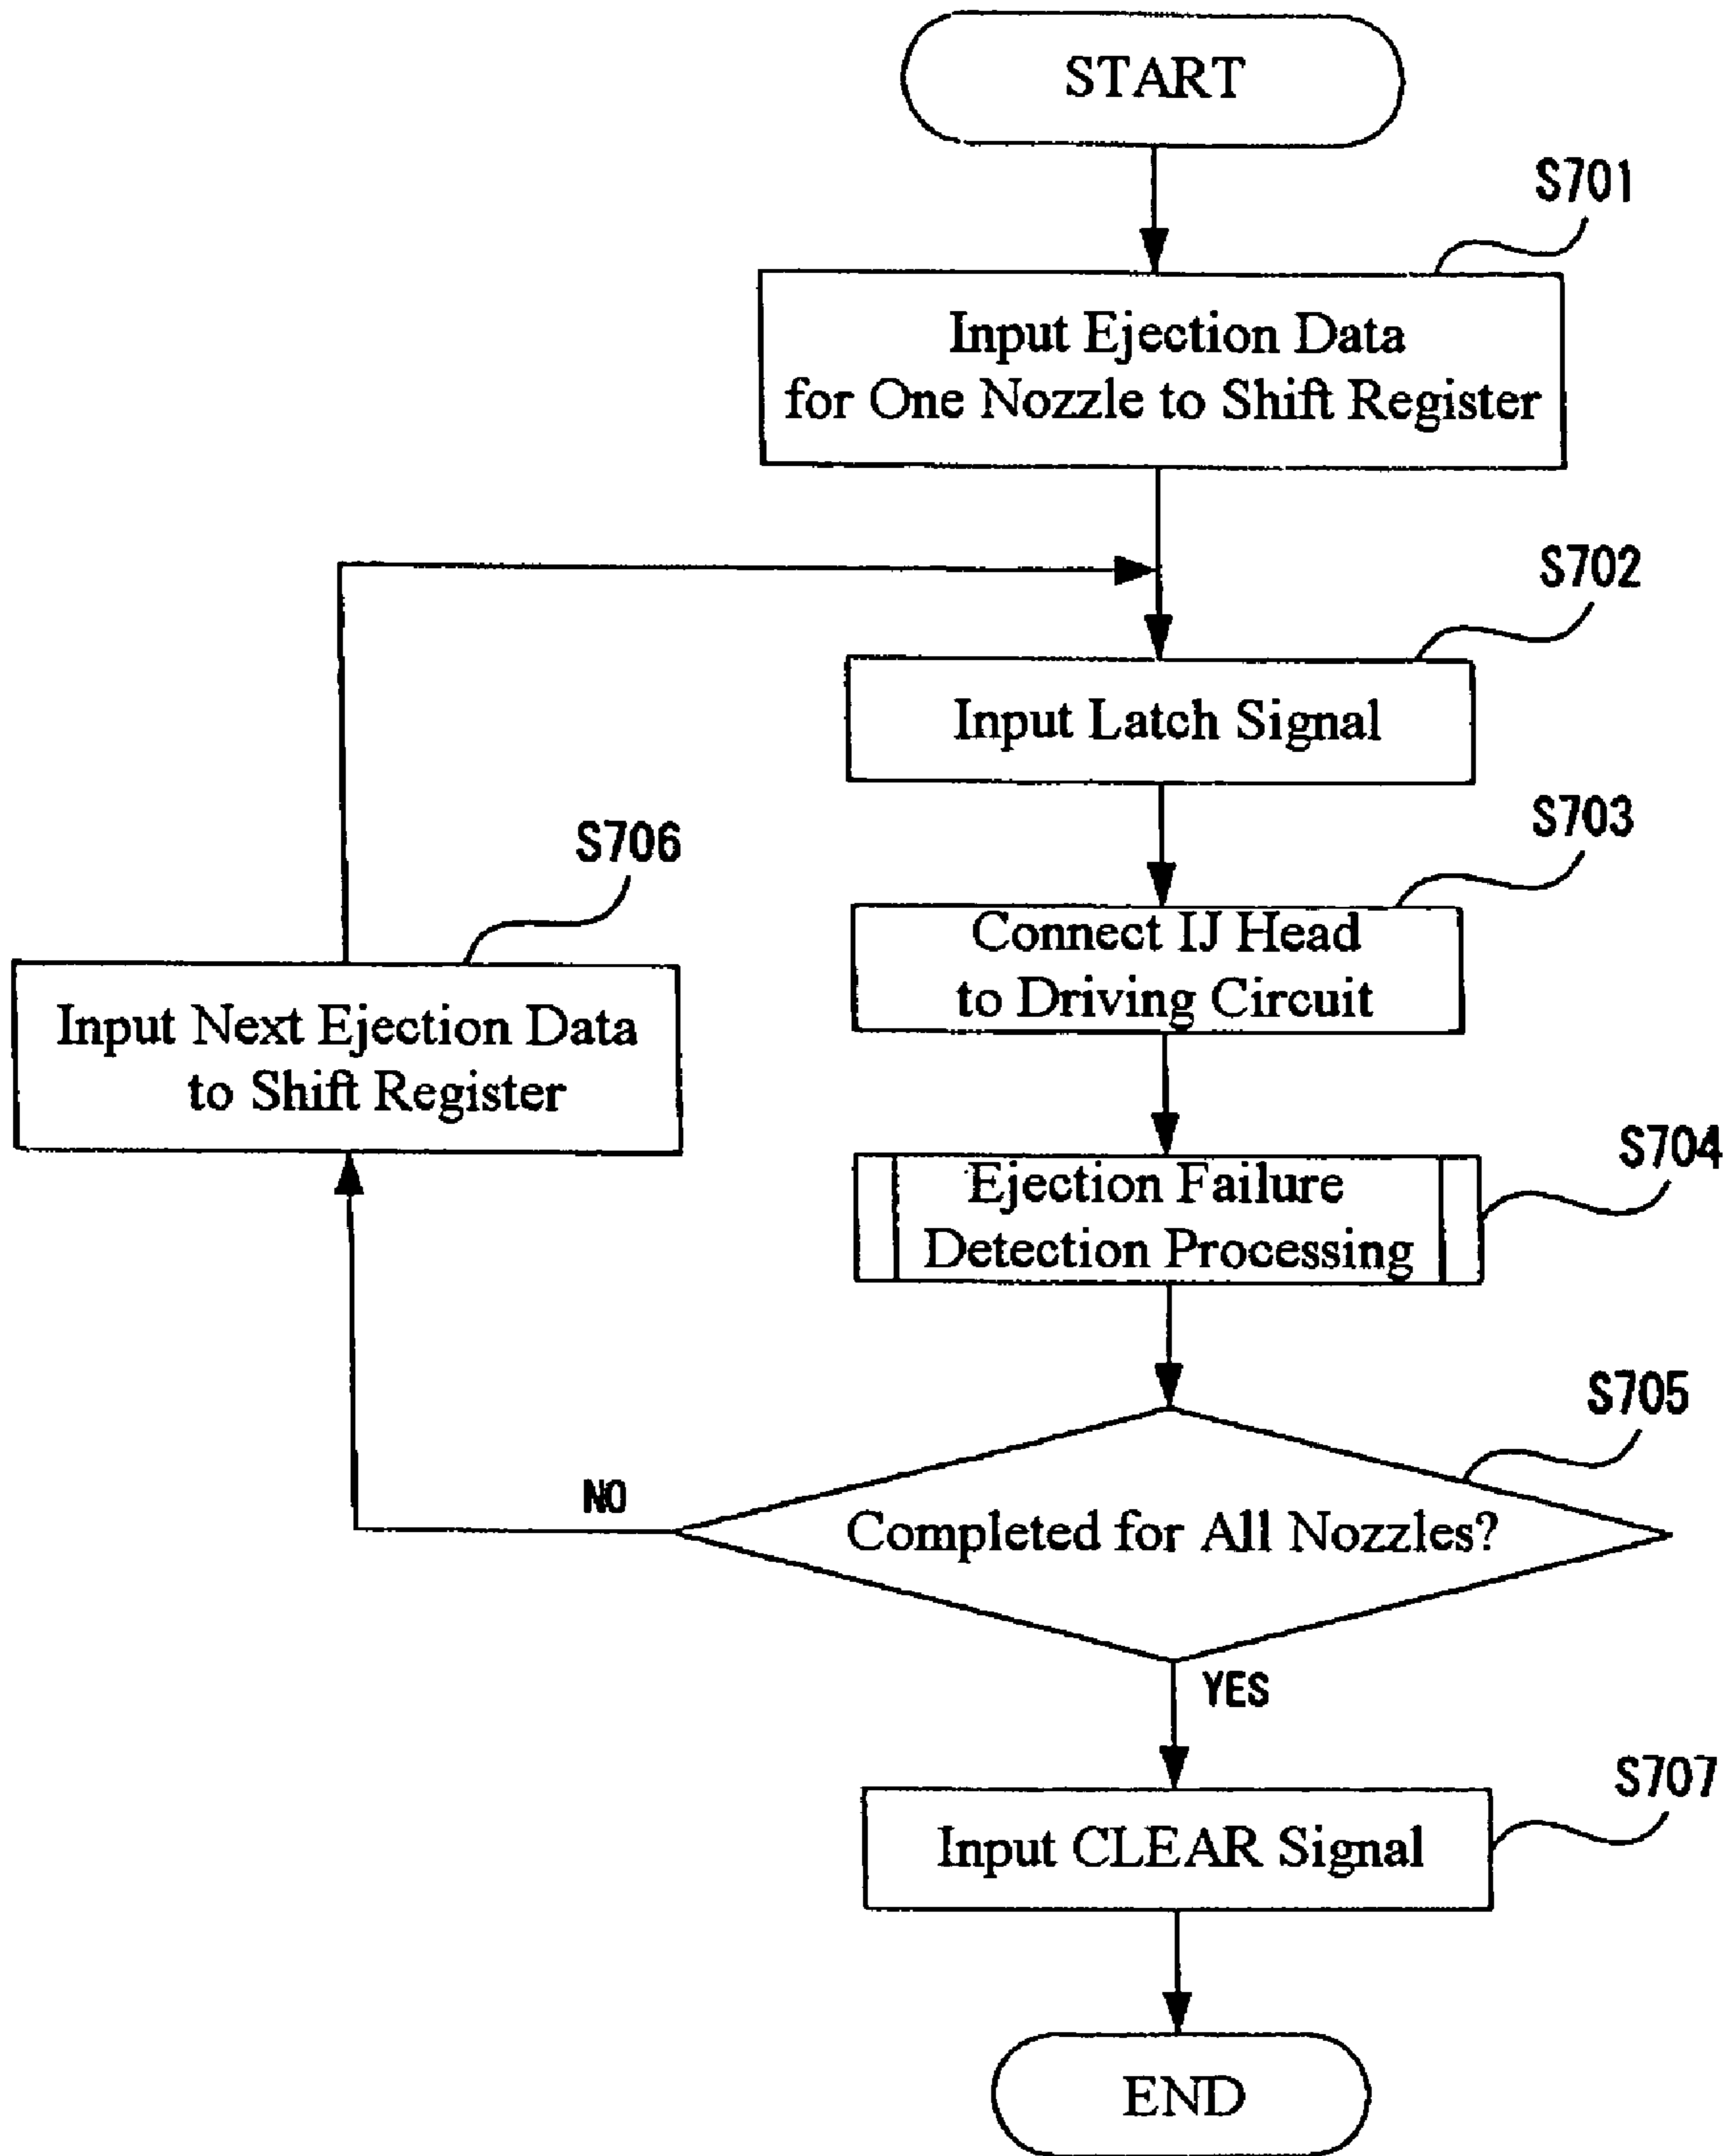 START
S701
Input Ejection Data
for One Nozzle to Shift Register
S702
Input Latch Signal
S703
Connect IJ Head
to Driving Circuit
S706
Input Next Ejection Data
to Shift Register
S704
Ejection Failure
Detection Processing
S705
NO
Completed for All Nozzles?
YES
S707
Input CLEAR Signal
END